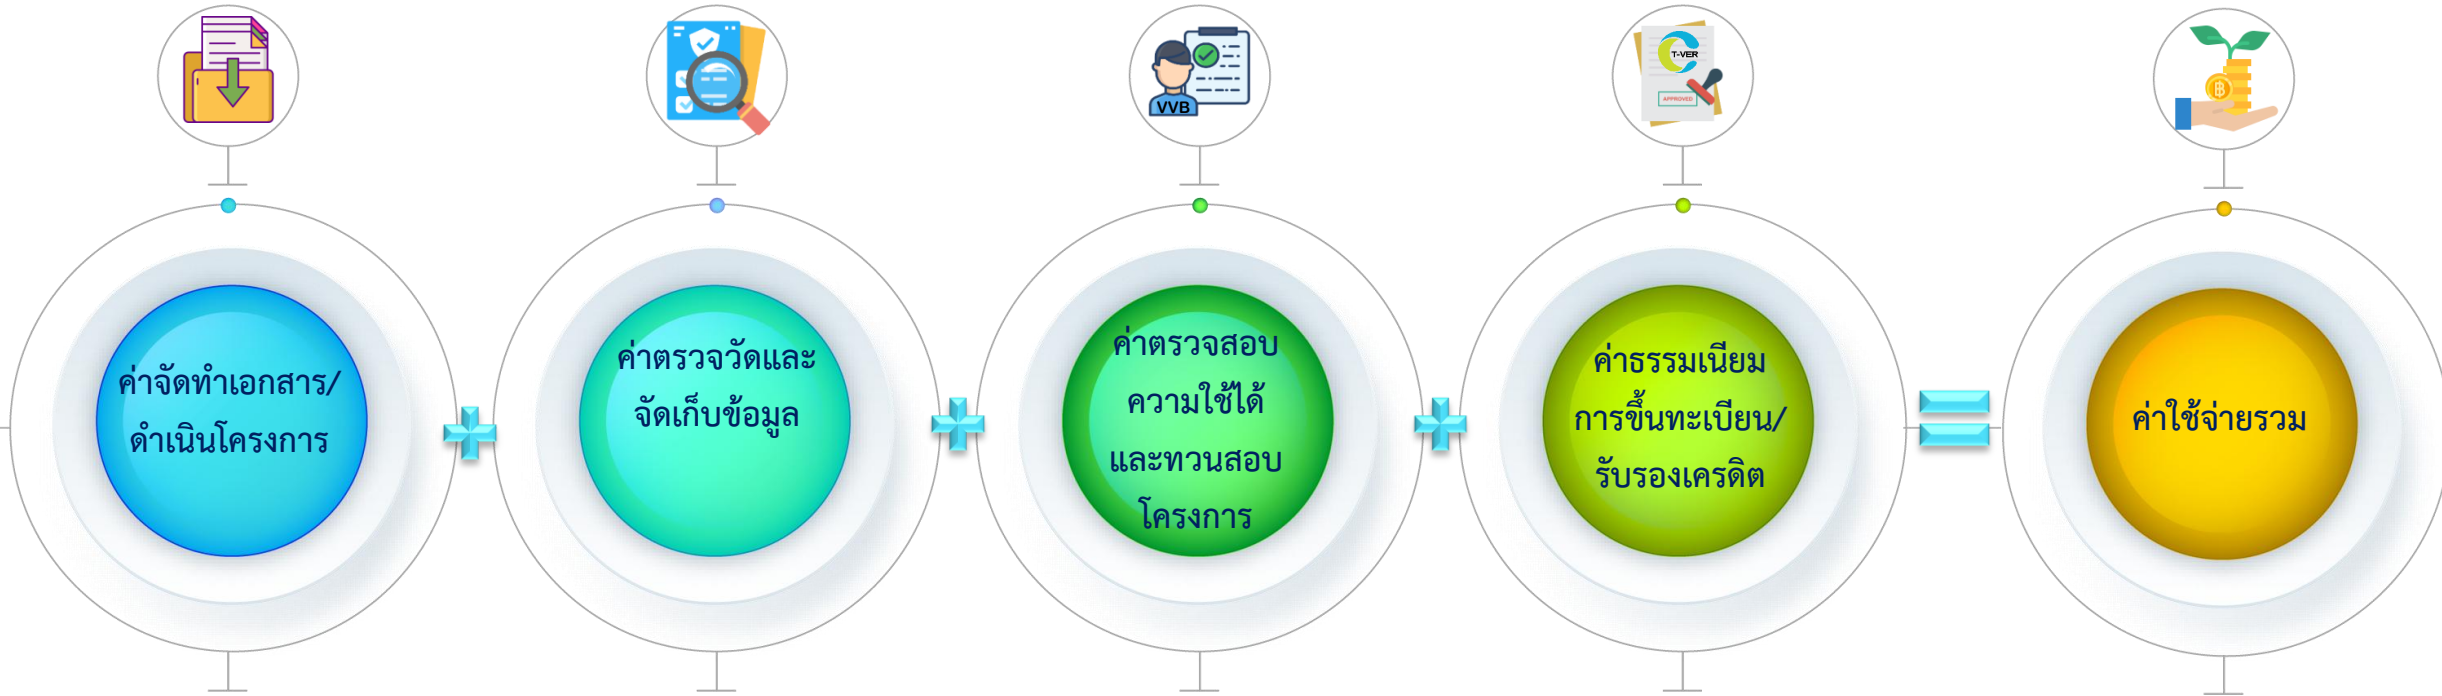 VVB
T-VER
APPROVED
ค่าจัดทำเอกสาร/
ดำเนินโครงการ
ค่าตรวจวัดและ
จัดเก็บข้อมูล
ค่าตรวจสอบ
ความใช้ได้
และทวนสอบ
โครงการ
ค่าธรรมเนียม
การขึ้นทะเบียน/
รับรองเครดิต
ค่าใช้จ่ายรวม